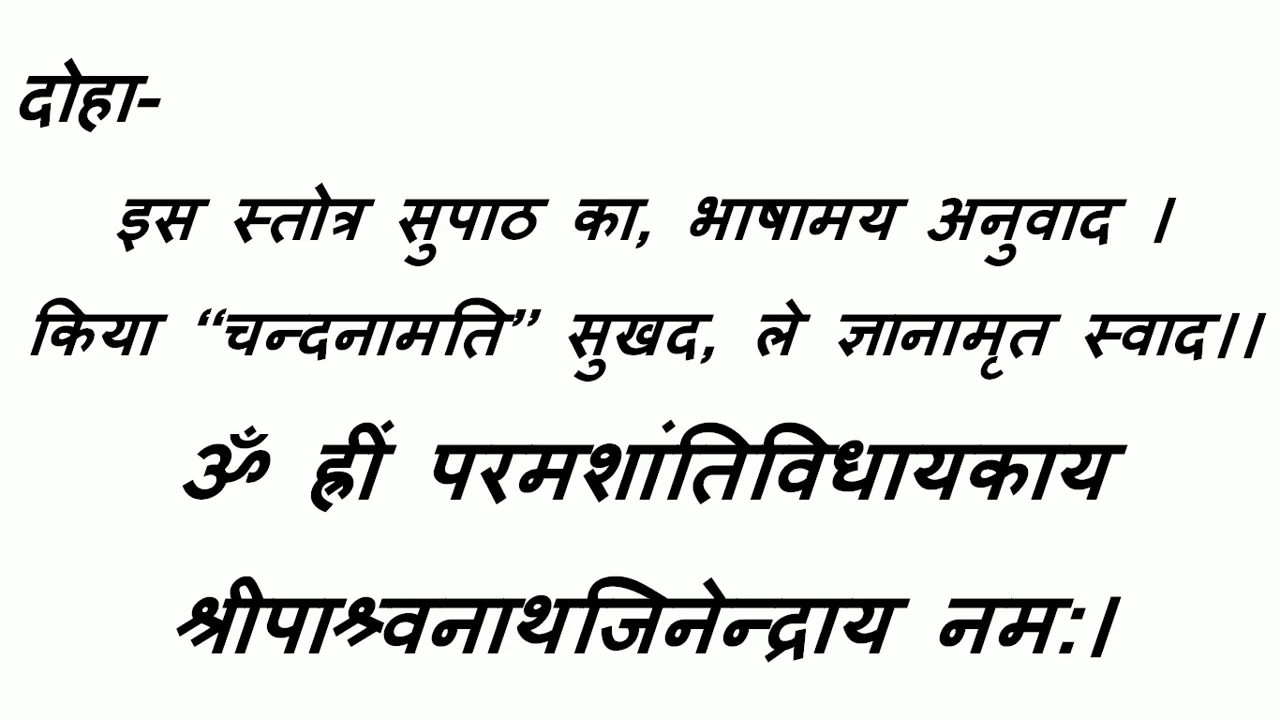 दोहा-
इस स्तोत्र सुपाठ का, भाषामय अनुवाद ।
किया “चन्दनामति” सुखद, ले ज्ञानामृत स्वाद।।
ॐ ह्रीं परमशांतिविधायकाय
श्रीपाश्र्वनाथजिनेन्द्राय नम:।